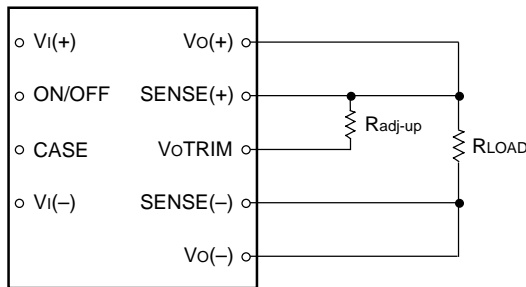 VI(+) VO(+)
ON/OFF SENSE(+)
Radj-up
CASE VOTRIM RLOAD
VI(–) SENSE(–)
VO(–)